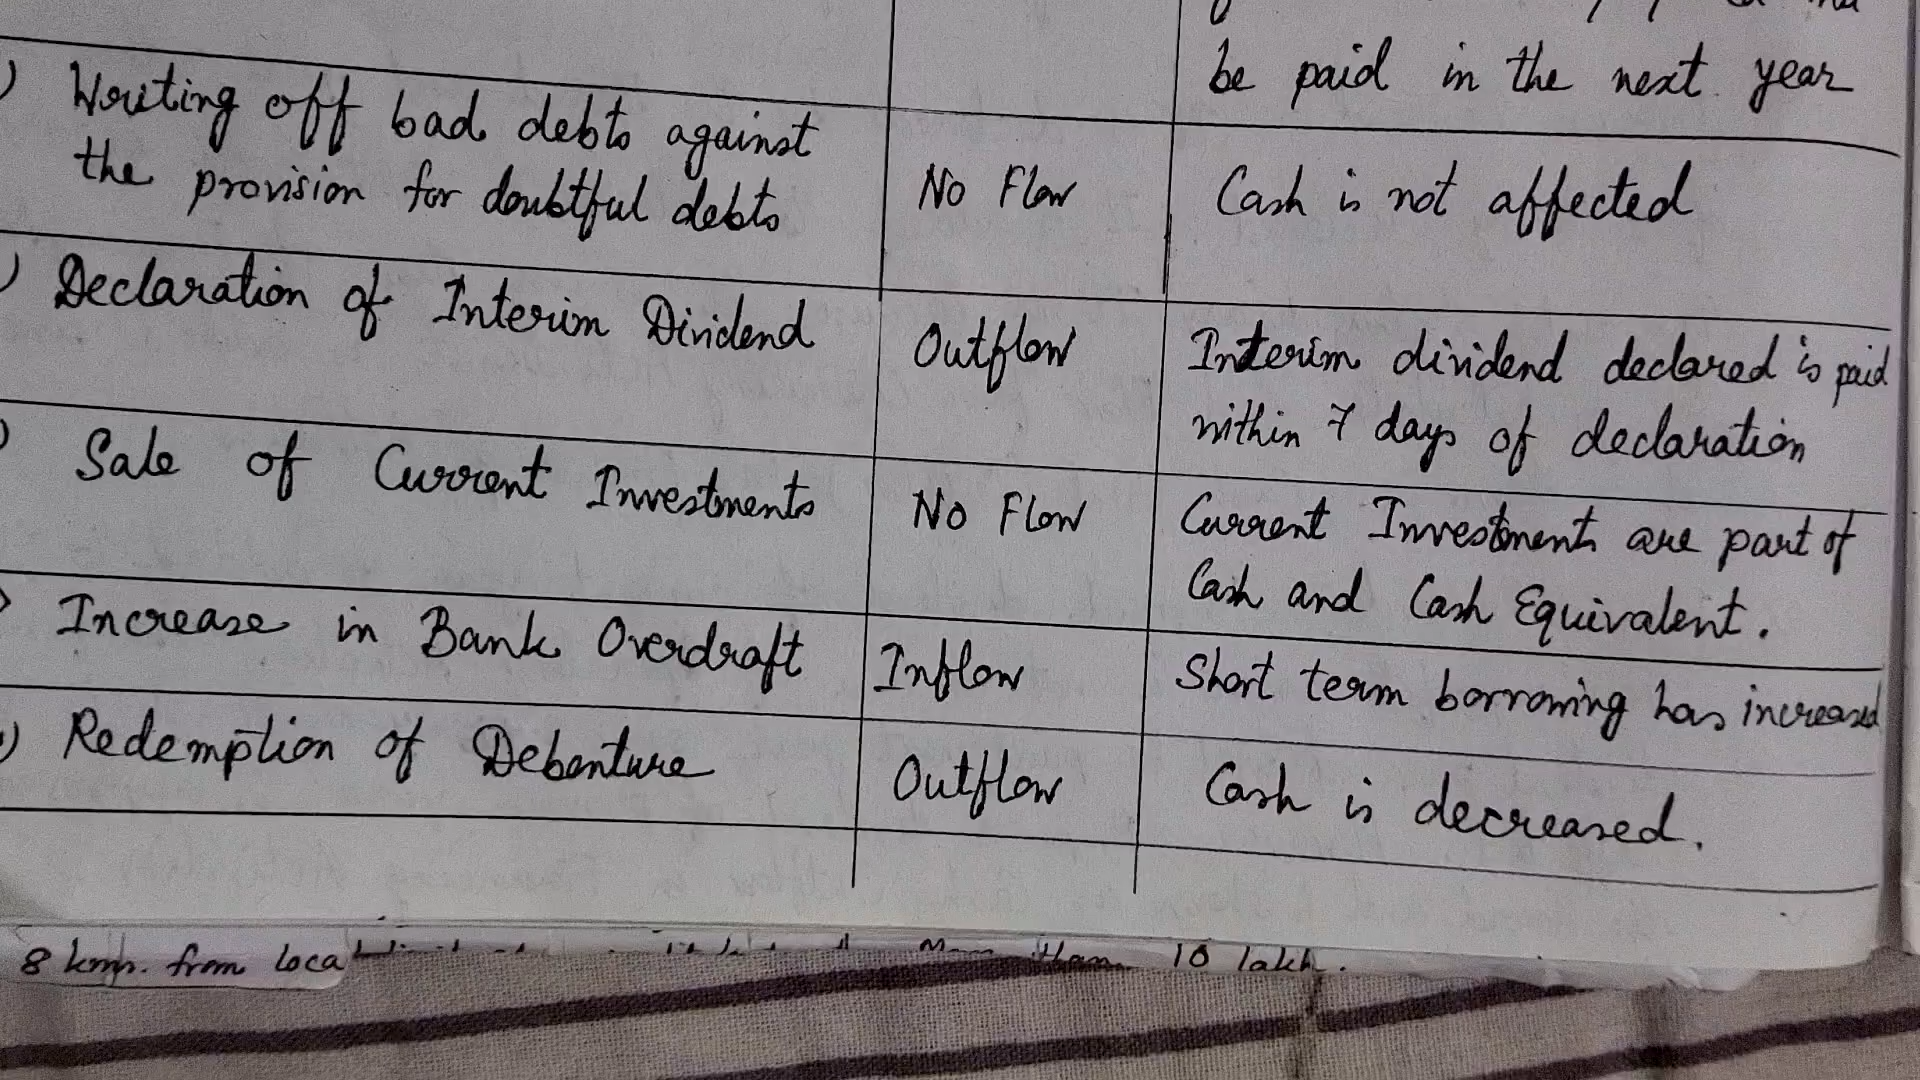 be paid in the next year
Writing off bad debts against
the provision for doubtful debts
No Flow
Cash is not affected
Declaration of Interim Dividend
Outflow
Interim dividend declared is paid
within 7 days of declaration
Sale of Current Investments
No Flow
Current Investment are part of
Cash and Cash Equivalent.
Increase in Bank Overdraft
Inflow
Short term borrowing has increased
Redemption of Debenture
Outflow
Cash is decreased.
8 kmp. from loca
than 10 lakh.